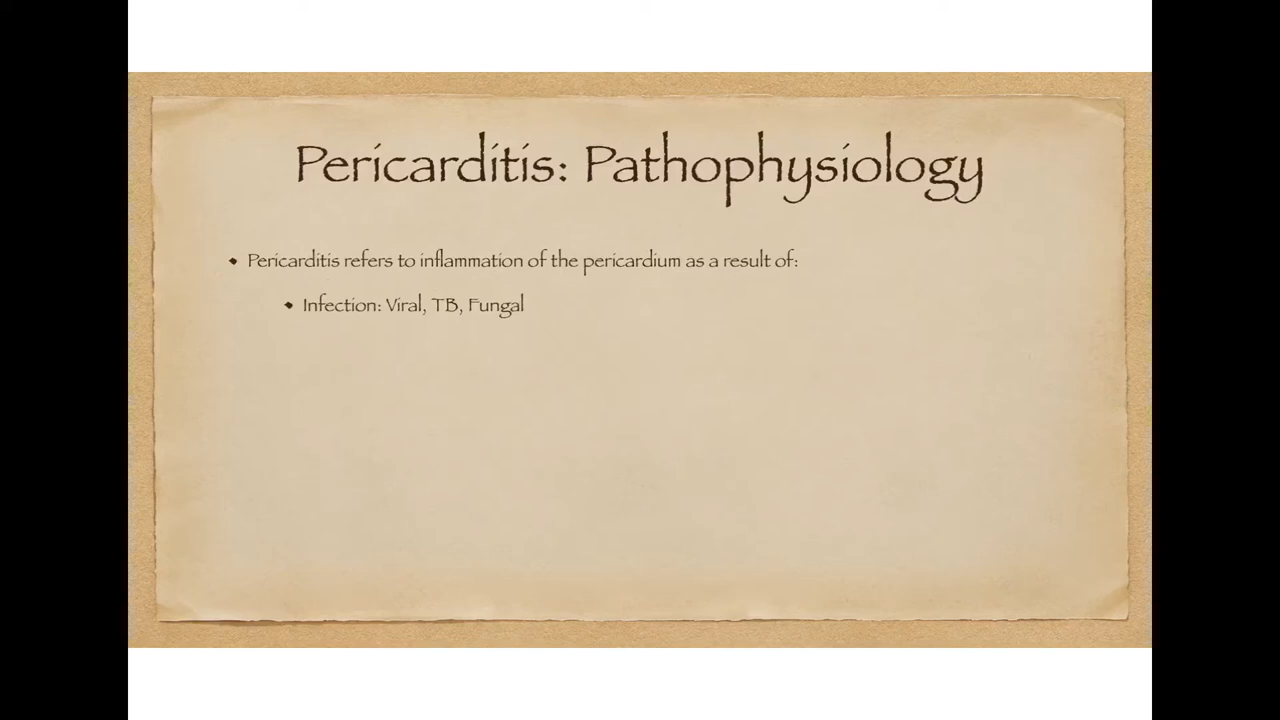 Pericarditis: Pathophysiology
• Pericarditis refers to inflammation of the pericardium as a result of:
• Infection: Viral, TB, Fungal